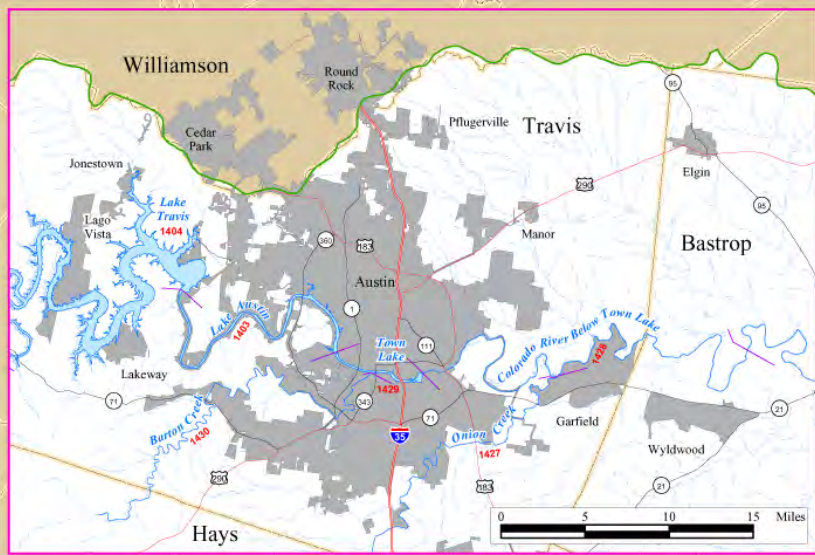 Williamson
Round
Rock
95
Cedar
Park
Pflugerville
Travis
Jonestown
290
Elgin
Lake
Travis
1404
Lago
Vista
95
360
183
Manor
Bastrop
Austin
Lake Austin
1403
1
Town
Lake
111
Colorado River Below Town Lake
1428
Lakeway
1429
71
Barton Creek
1430
343
71
Onion Creek
Garfield
21
35
1427
Wyldwood
290
183
21
Hays
0 5 10 15 Miles